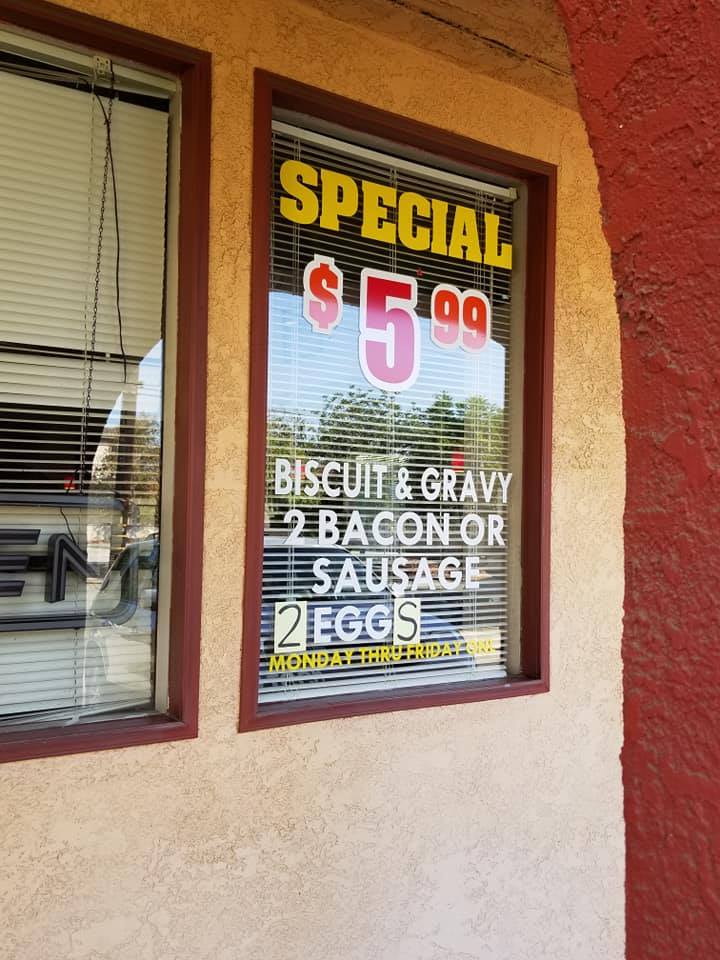 SPECIAL
$5 99
BISCUIT & GRAVY
2 BACON OR
SAUSAGE
2 EGGS
MONDAY THRU FRIDAY